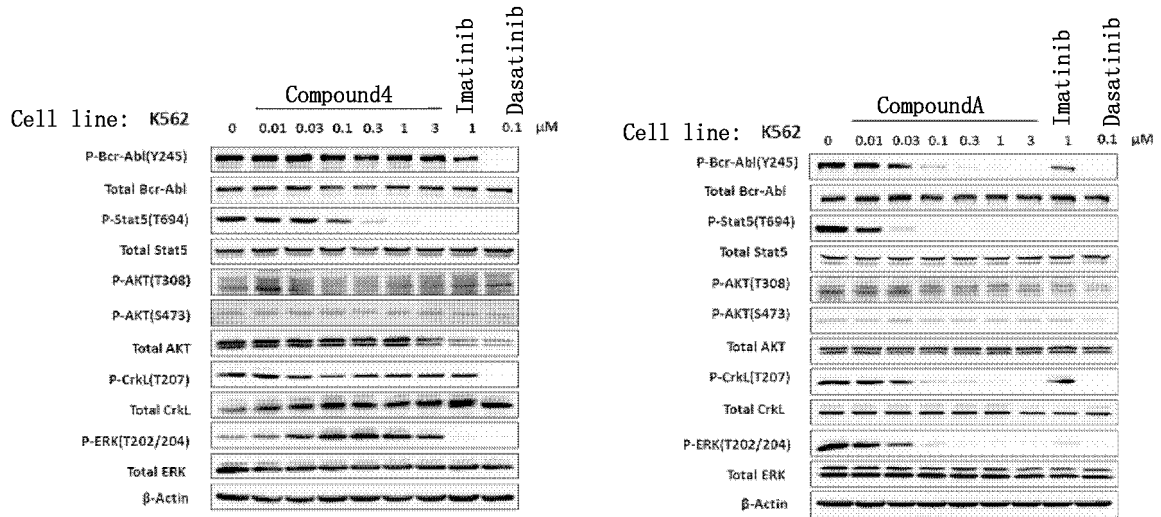 Compound4
Imatinib
Dasatinib
Cell line: K562
0 0.01 0.03 0.1 0.3 1 3 1 0.1 μM
P-Bcr-Abl(Y245)
Total Bcr-Abl
P-Stat5(T694)
Total Stat5
P-AKT(T308)
P-AKT(S473)
Total AKT
P-CrkL(T207)
Total CrkL
P-ERK(T202/204)
Total ERK
β-Actin
CompoundA
Imatinib
Dasatinib
Cell line: K562
0 0.01 0.03 0.1 0.3 1 3 1 0.1 μM
P-Bcr-Abl(Y245)
Total Bcr-Abl
P-Stat5(T694)
Total Stat5
P-AKT(T308)
P-AKT(S473)
Total AKT
P-CrkL(T207)
Total CrkL
P-ERK(T202/204)
Total ERK
β-Actin